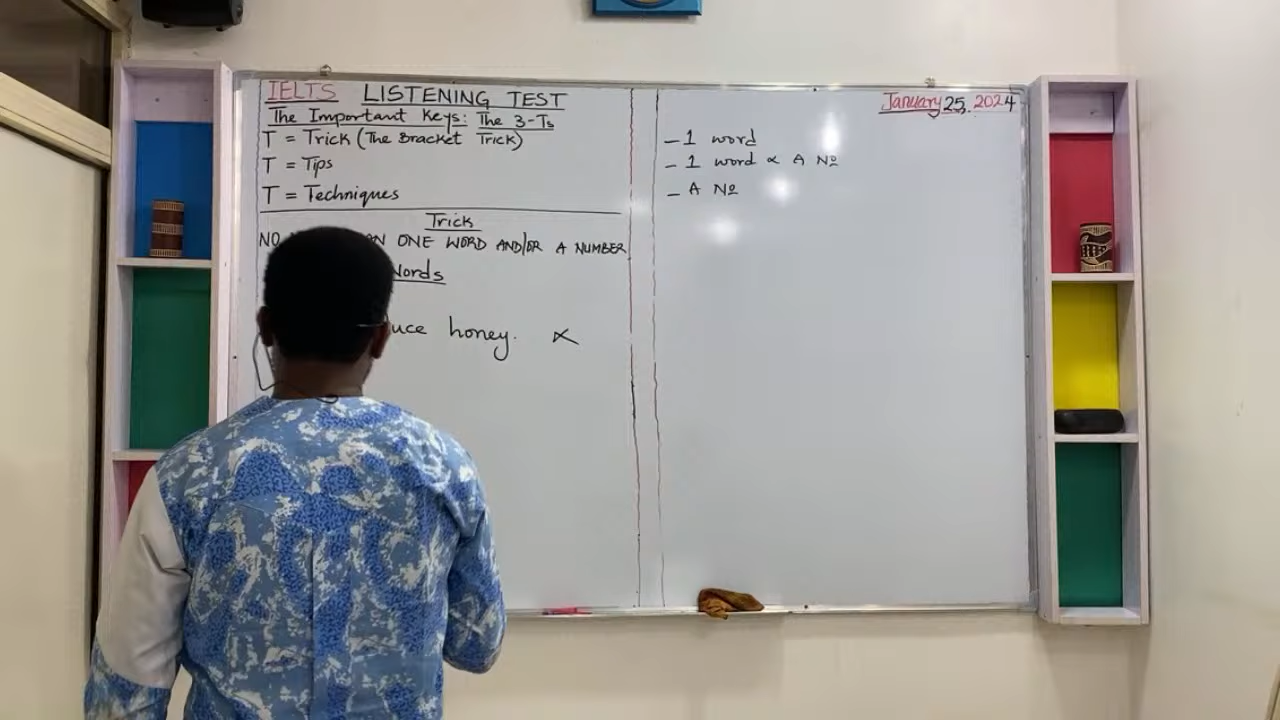 IELTS LISTENING TEST
The Important Keys: The 3-Ts
T = Trick (The Bracket Trick)
T = Tips
T = Techniques
Trick
NO ONE WORD AND/OR A NUMBER
Words
honey.
January 25, 2024
- 1 word
- 1 word ∝ A Nº
- A Nº